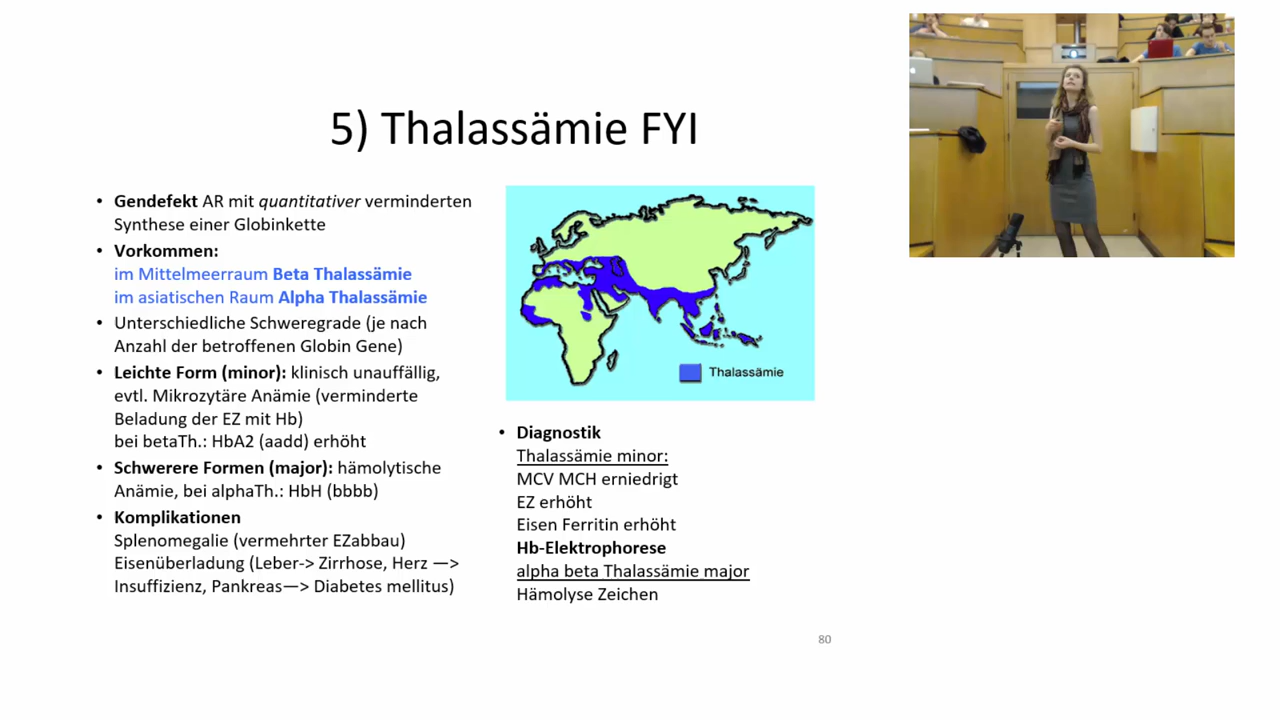 5) Thalassämie FYI
• Gendefekt AR mit quantitativer verminderten
Synthese einer Globinkette
• Vorkommen:
im Mittelmeerraum Beta Thalassämie
im asiatischen Raum Alpha Thalassämie
• Unterschiedliche Schweregrade (je nach
Anzahl der betroffenen Globin Gene)
• Leichte Form (minor): klinisch unauffällig,
evtl. Mikrozytäre Anämie (verminderte
Beladung der EZ mit Hb)
bei betaTh.: HbA2 (aadd) erhöht
• Schwerere Formen (major): hämolytische
Anämie, bei alphaTh.: HbH (bbbb)
• Komplikationen
Splenomegalie (vermehrter EZabbau)
Eisenüberladung (Leber-> Zirrhose, Herz —>
Insuffizienz, Pankreas—> Diabetes mellitus)
Thalassämie
• Diagnostik
Thalassämie minor:
MCV MCH erniedrigt
EZ erhöht
Eisen Ferritin erhöht
Hb-Elektrophorese
alpha beta Thalassämie major
Hämolyse Zeichen
80